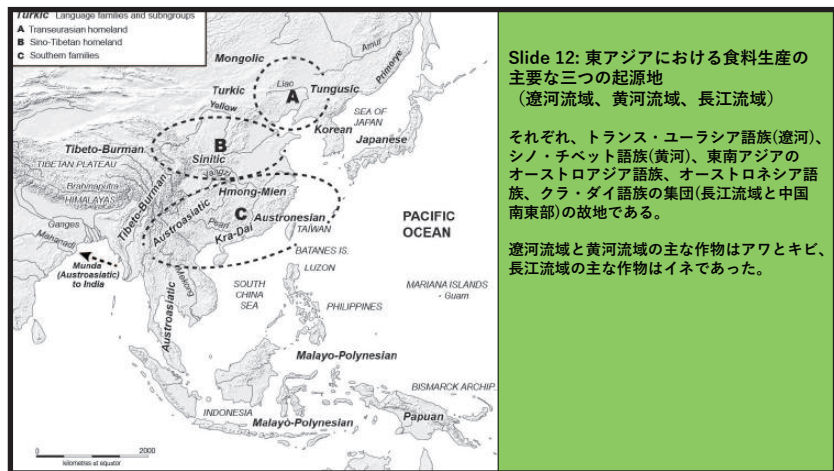 Turkic Language families and subgroups
A Transeurasian homeland
B Sino-Tibetan homeland
C Southern families
Mongolic
Amur
Primorye
Turkic
Liao
Tungusic
A
Yellow
SEA OF
JAPAN
Korean
Japanese
Tibeto-Burman
B
Sinitic
TIBETAN PLATEAU
Yangzi
Brahmaputra
HIMALAYAS
Tibeto-Burman
Hmong-Mien
Austroasiatic
C
Austronesian
Pearl
Kra-Dai
TAIWAN
Ganges
Mahanadi
BATANES IS.
PACIFIC
OCEAN
Munda
(Austroasiatic)
to India
Mekong
LUZON
SOUTH
CHINA
SEA
PHILIPPINES
MARIANA ISLANDS
- Guam
Austroasiatic
Malayo-Polynesian
BISMARCK ARCHIP.
INDONESIA
Malayo-Polynesian
Papuan
0 2000
kilometres at equator
Slide 12: 東アジアにおける食料生産の
主要な三つの起源地
（遼河流域、黄河流域、長江流域）
それぞれ、トランス・ユーラシア語族(遼河)、
シノ・チベット語族(黄河)、東南アジアの
オーストロアジア語族、オーストロネシア語
族、クラ・ダイ語族の集団(長江流域と中国
南東部)の故地である。
遼河流域と黄河流域の主な作物はアワとキビ、
長江流域の主な作物はイネであった。